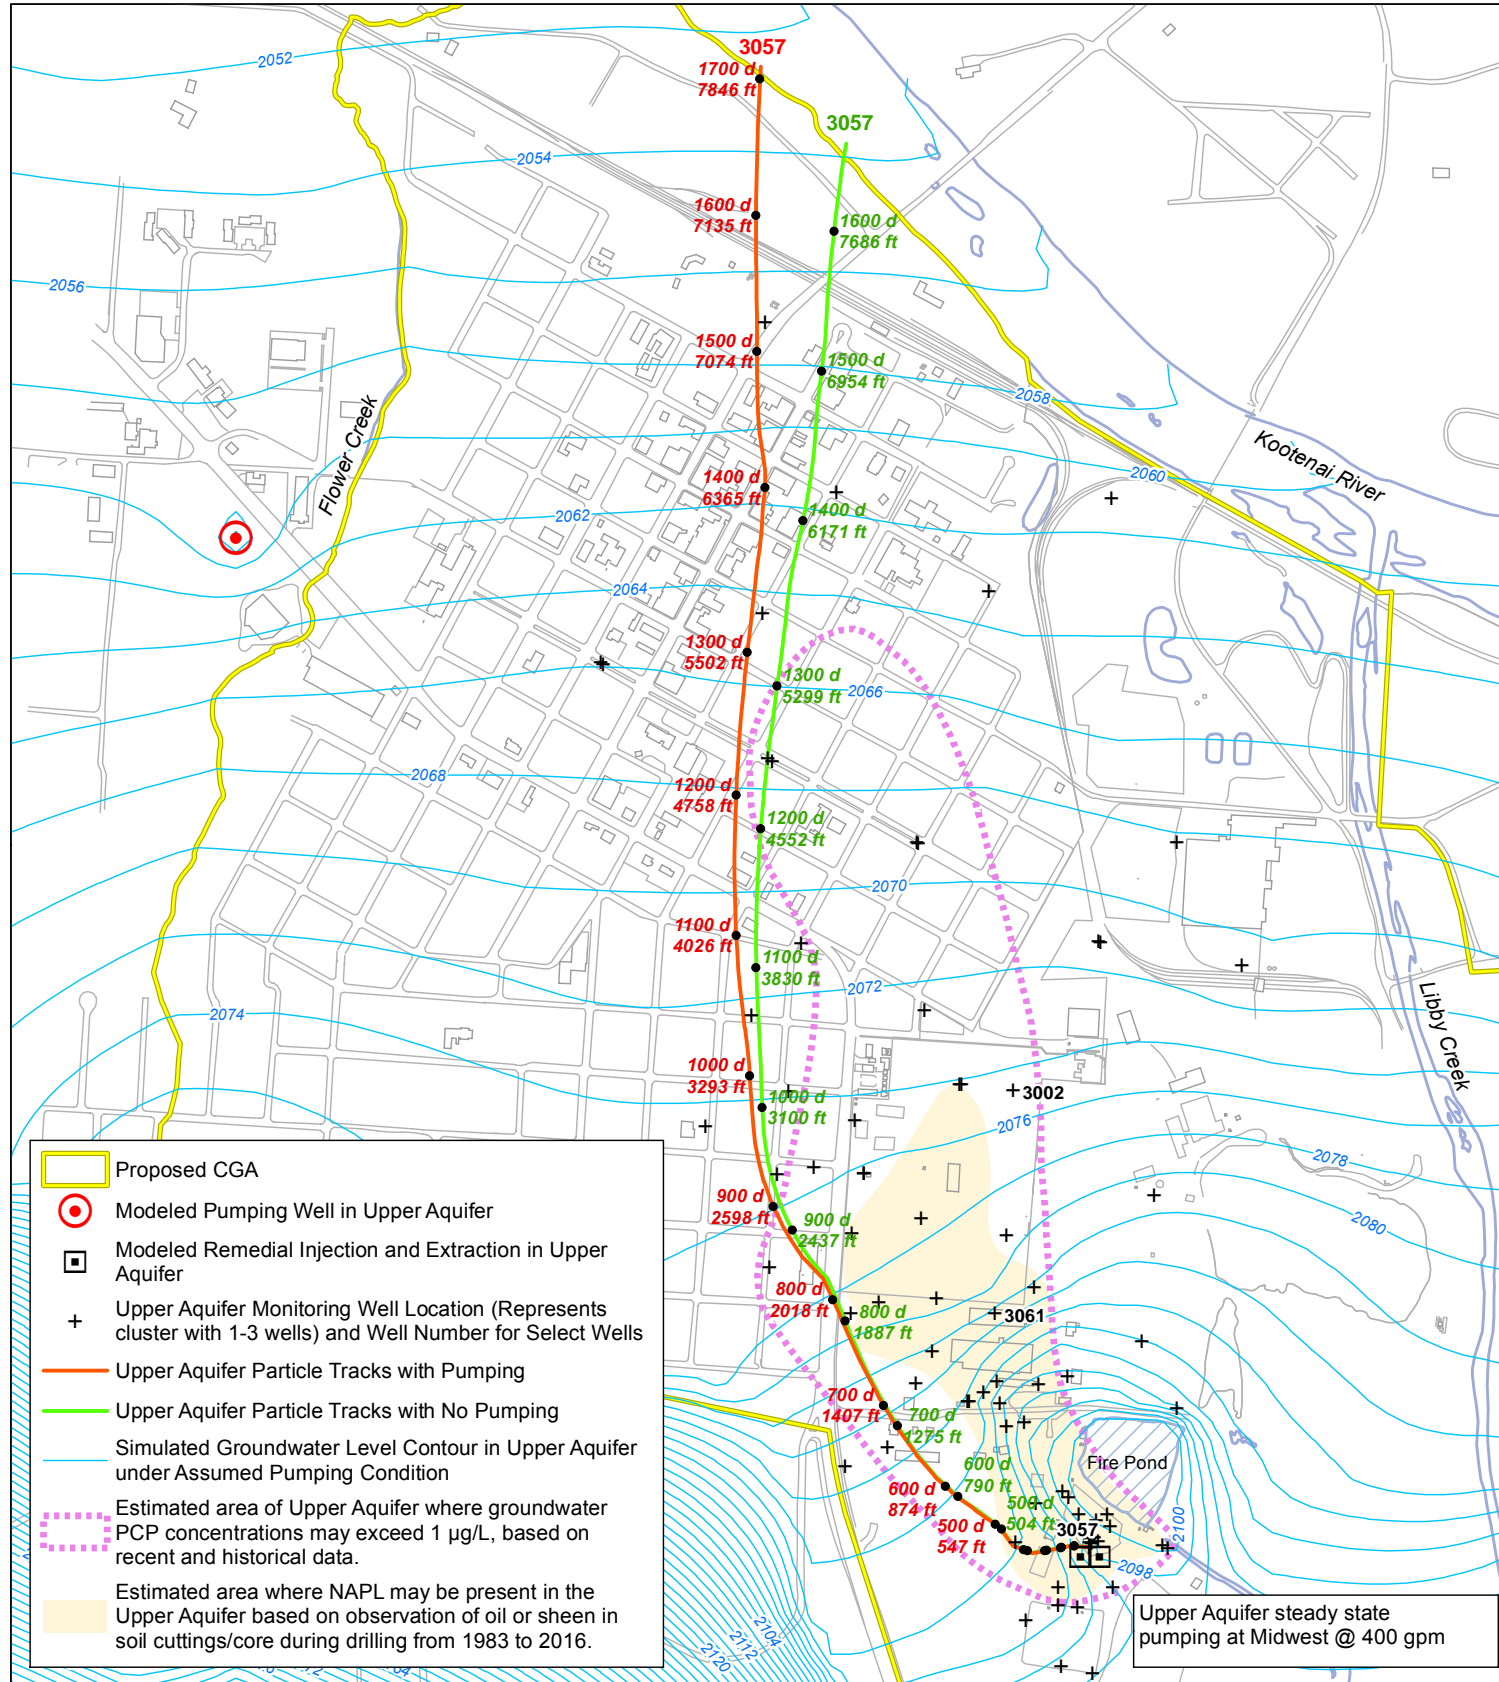 2052
3057
1700 d
7846 ft
3057
2054
1600 d
7135 ft
1600 d
7686 ft
2056
1500 d
7074 ft
1500 d
6954 ft
2058
Flower Creek
Kootenai River
2060
1400 d
6365 ft
2062
1400 d
6171 ft
2064
1300 d
5502 ft
1300 d
5299 ft
2066
2068
1200 d
4758 ft
1200 d
4552 ft
2070
1100 d
4026 ft
1100 d
3830 ft
2072
2074
Libby Creek
1000 d
3293 ft
1000 d
3100 ft
3002
2076
2078
2080
900 d
2598 ft
900 d
2437 ft
800 d
2018 ft
800 d
1887 ft
3061
700 d
1407 ft
700 d
1275 ft
Fire Pond
600 d
790 ft
600 d
874 ft
500 d
504 ft
500 d
547 ft
3057
2100
2098
2104
2112
2120
Proposed CGA
Modeled Pumping Well in Upper Aquifer
Modeled Remedial Injection and Extraction in Upper
Aquifer
Upper Aquifer Monitoring Well Location (Represents
cluster with 1-3 wells) and Well Number for Select Wells
Upper Aquifer Particle Tracks with Pumping
Upper Aquifer Particle Tracks with No Pumping
Simulated Groundwater Level Contour in Upper Aquifer
under Assumed Pumping Condition
Estimated area of Upper Aquifer where groundwater
PCP concentrations may exceed 1 µg/L, based on
recent and historical data.
Estimated area where NAPL may be present in the
Upper Aquifer based on observation of oil or sheen in
soil cuttings/core during drilling from 1983 to 2016.
Upper Aquifer steady state
pumping at Midwest @ 400 gpm